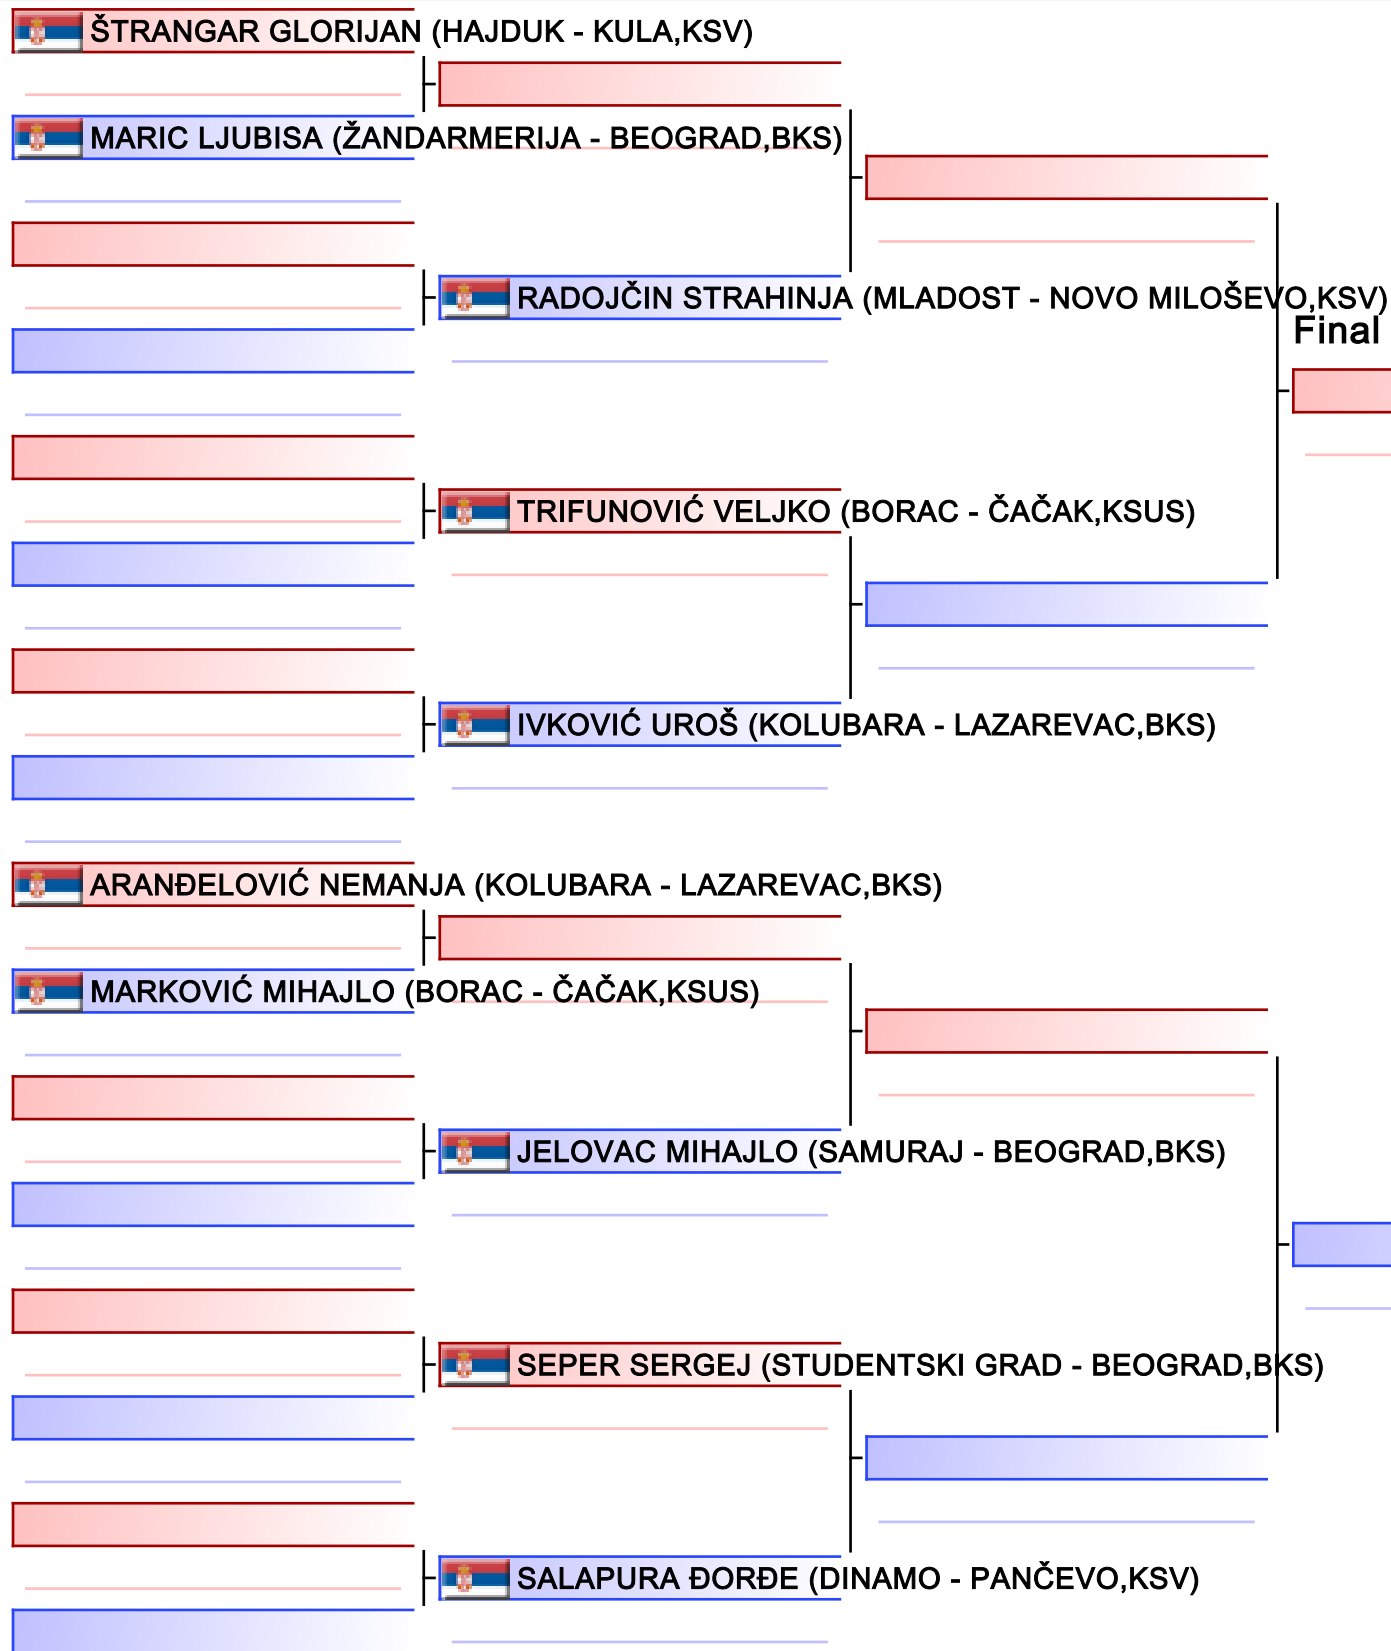 ŠTRANGAR GLORIJAN (HAJDUK - KULA,KSV)
MARIC LJUBISA (ŽANDARMERIJA - BEOGRAD,BKS)
RADOJČIN STRAHINJA (MLADOST - NOVO MILOŠEVO,KSV)
Final
TRIFUNOVIĆ VELJKO (BORAC - ČAČAK,KSUS)
IVKOVIĆ UROŠ (KOLUBARA - LAZAREVAC,BKS)
ARANĐELOVIĆ NEMANJA (KOLUBARA - LAZAREVAC,BKS)
MARKOVIĆ MIHAJLO (BORAC - ČAČAK,KSUS)
JELOVAC MIHAJLO (SAMURAJ - BEOGRAD,BKS)
SEPER SERGEJ (STUDENTSKI GRAD - BEOGRAD,BKS)
SALAPURA ĐORĐE (DINAMO - PANČEVO,KSV)